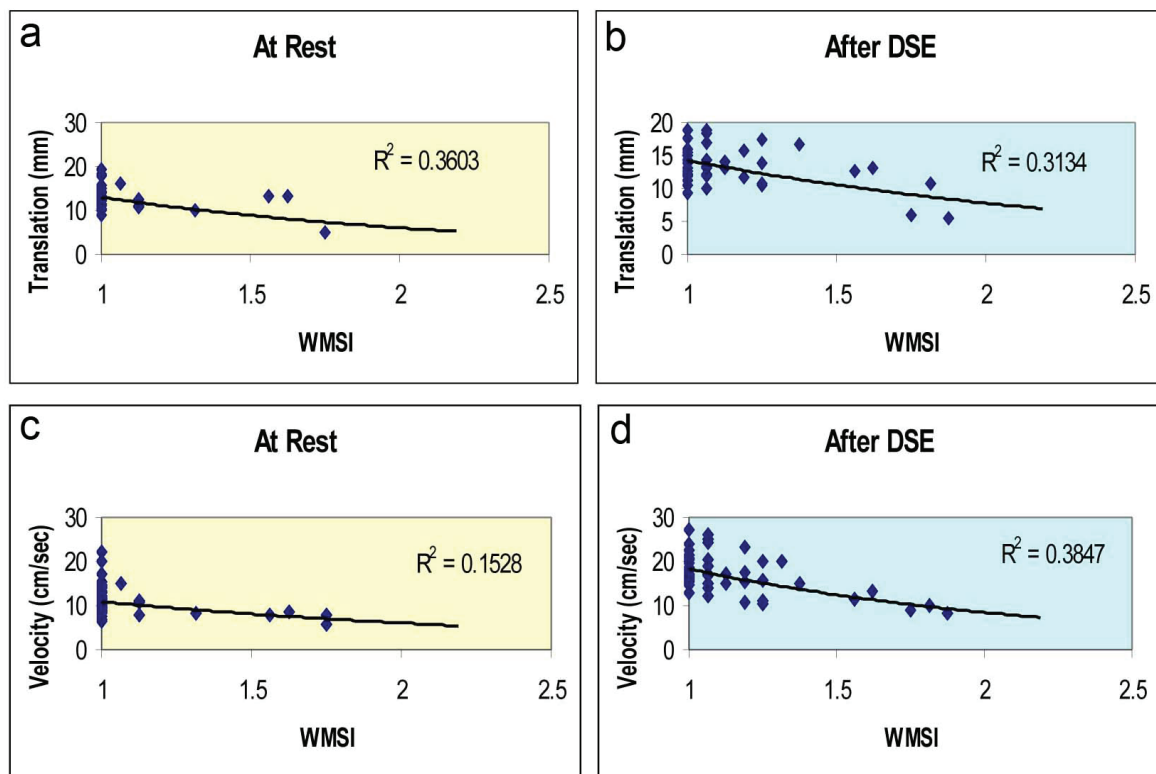 a
At Rest
Translation (mm)
30
20
10
0
R² = 0.3603
1 1.5 2 2.5
WMSI
b
After DSE
Translation (mm)
20
15
10
5
0
R² = 0.3134
1 1.5 2 2.5
WMSI
c
At Rest
Velocity (cm/sec)
30
20
10
0
R² = 0.1528
1 1.5 2 2.5
WMSI
d
After DSE
Velocity (cm/sec)
30
20
10
0
R² = 0.3847
1 1.5 2 2.5
WMSI